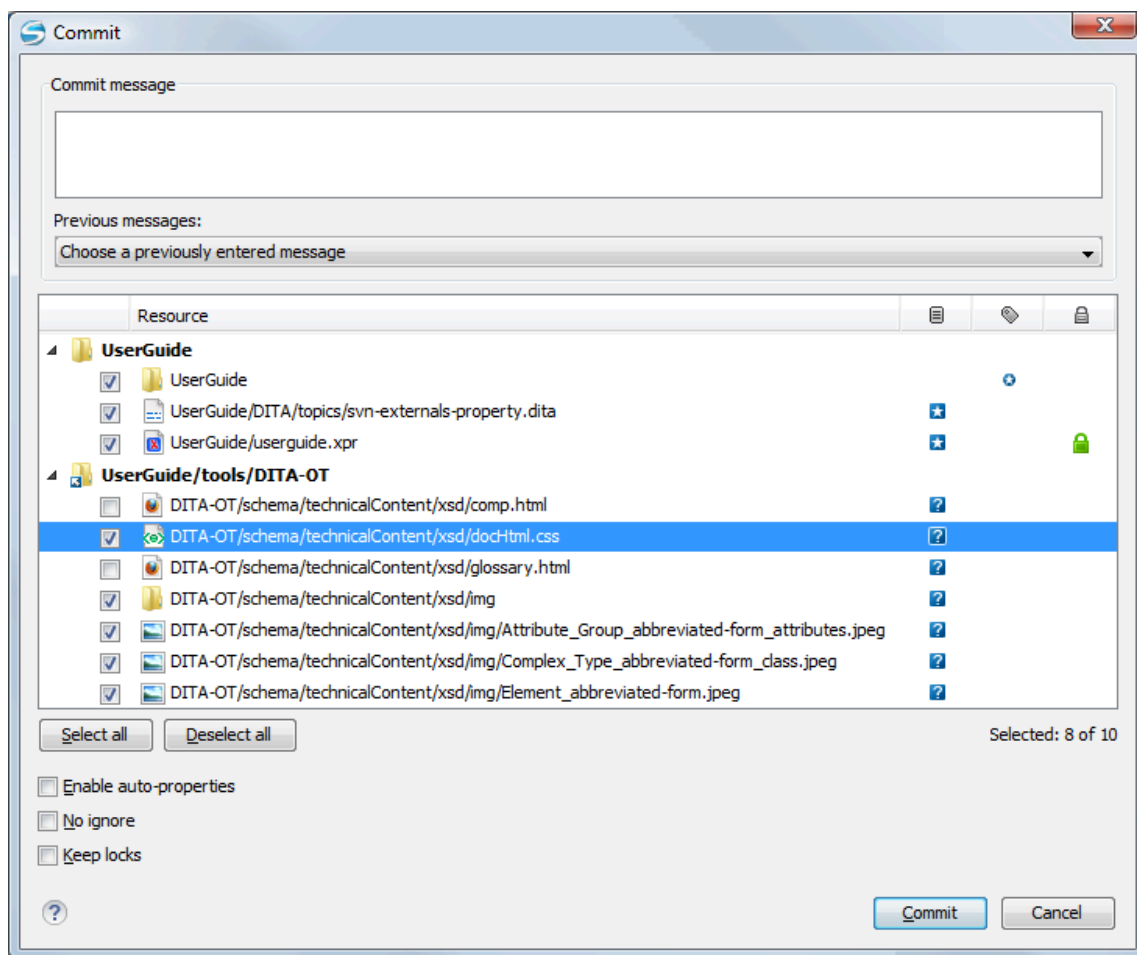 Commit
Commit message
Previous messages:
Choose a previously entered message
Resource
UserGuide
UserGuide
UserGuide/DITA/topics/svn-externals-property.dita
UserGuide/userguide.xpr
UserGuide/tools/DITA-OT
DITA-OT/schema/technicalContent/xsd/comp.html
DITA-OT/schema/technicalContent/xsd/docHtml.css
DITA-OT/schema/technicalContent/xsd/glossary.html
DITA-OT/schema/technicalContent/xsd/img
DITA-OT/schema/technicalContent/xsd/img/Attribute_Group_abbreviated-form_attributes.jpeg
DITA-OT/schema/technicalContent/xsd/img/Complex_Type_abbreviated-form_class.jpeg
DITA-OT/schema/technicalContent/xsd/img/Element_abbreviated-form.jpeg
Select all Deselect all Selected: 8 of 10
Enable auto-properties
No ignore
Keep locks
Commit Cancel